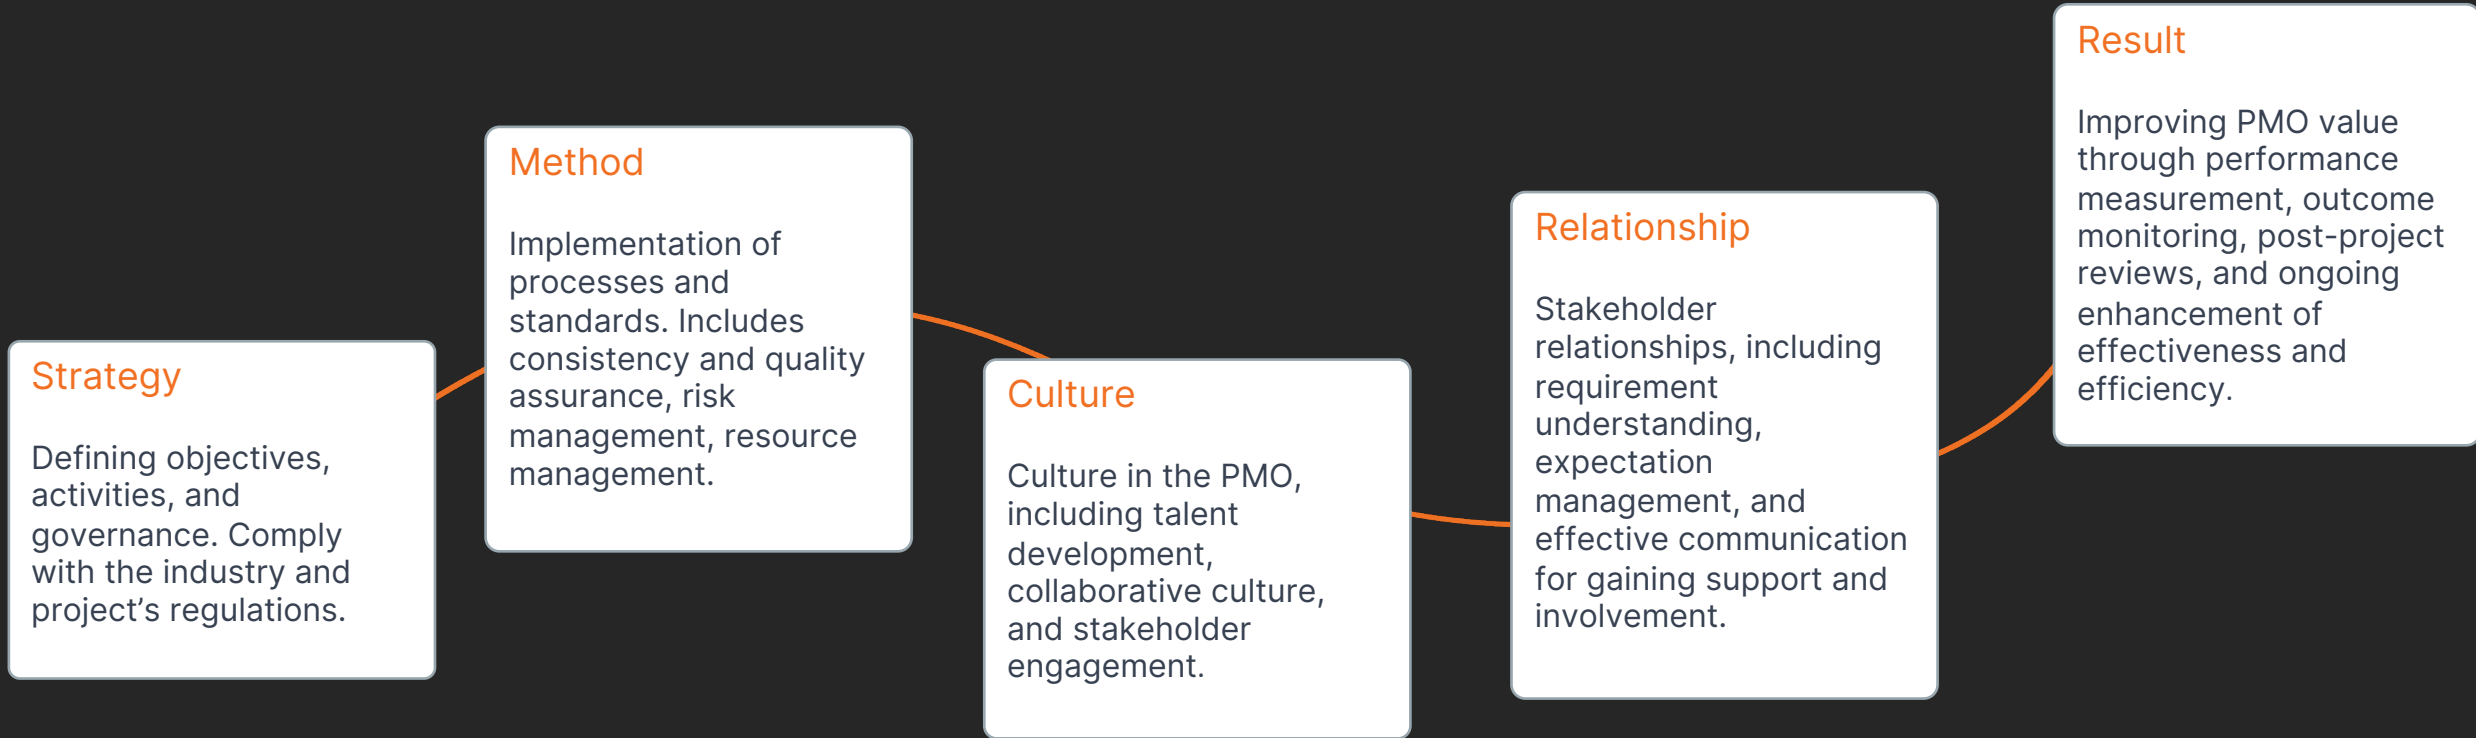 Strategy
Defining objectives,
activities, and
governance. Comply
with the industry and
project’s regulations.
Method
Implementation of
processes and
standards. Includes
consistency and quality
assurance, risk
management, resource
management.
Culture
Culture in the PMO,
including talent
development,
collaborative culture,
and stakeholder
engagement.
Relationship
Stakeholder
relationships, including
requirement
understanding,
expectation
management, and
effective communication
for gaining support and
involvement.
Result
Improving PMO value
through performance
measurement, outcome
monitoring, post-project
reviews, and ongoing
enhancement of
effectiveness and
efficiency.